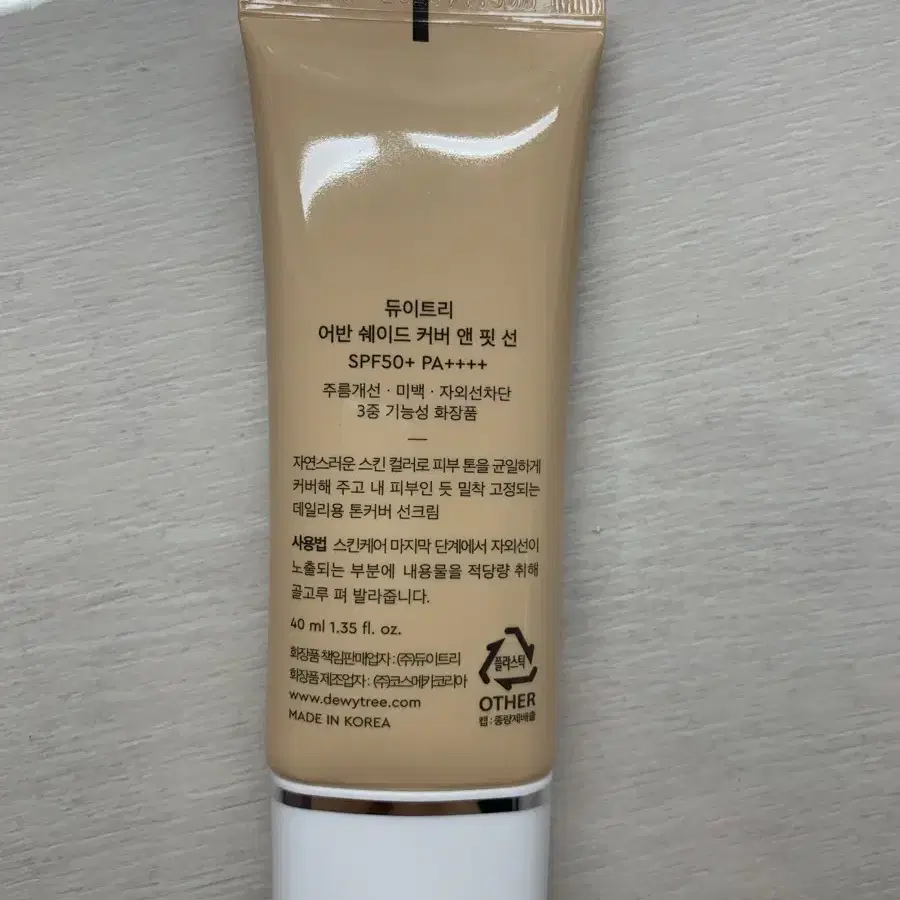 듀이트리
어반 쉐이드 커버 앤 핏 선
SPF50+ PA++++
주름개선 · 미백 · 자외선차단
3중 기능성 화장품
자연스러운 스킨 컬러로 피부 톤을 균일하게
커버해 주고 내 피부인 듯 밀착 고정되는
데일리용 톤커버 선크림
사용법 스킨케어 마지막 단계에서 자외선이
노출되는 부분에 내용물을 적당량 취해
골고루 펴 발라줍니다.
40 ml 1.35 fl. oz.
화장품 책임판매업자 : (주)듀이트리
화장품 제조업자 : (주)코스메카코리아
www.dewytree.com
MADE IN KOREA
플라스틱
OTHER
캡 : 종량제배출